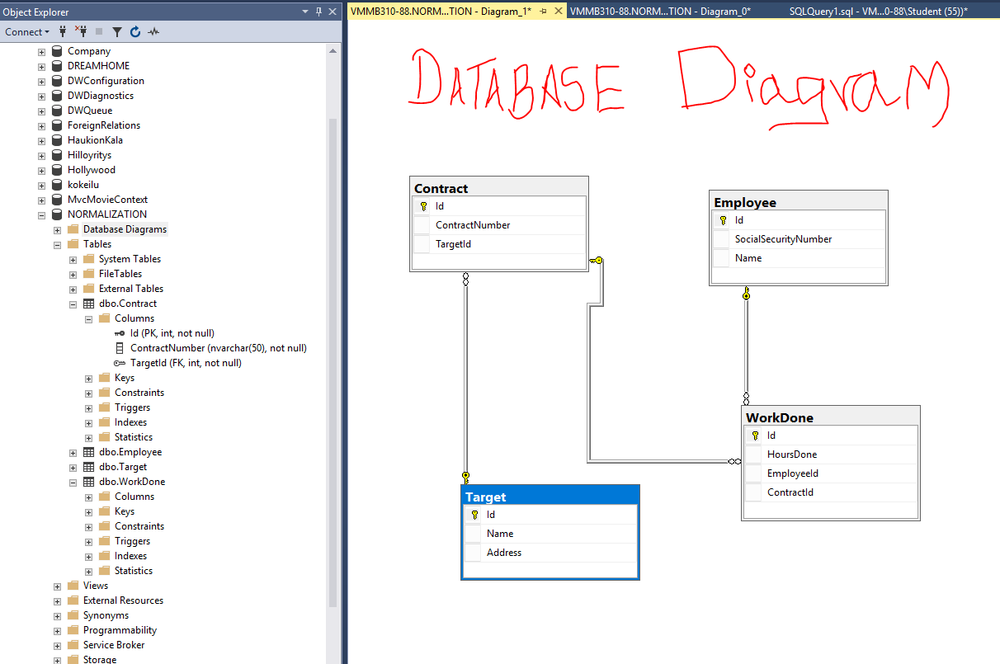 Object Explorer
Connect
Company
DREAMHOME
DWConfiguration
DWDiagnostics
DWQueue
ForeignRelations
HaukionKala
Hilloyritys
Hollywood
kokeilu
MvcMovieContext
NORMALIZATION
Database Diagrams
Tables
System Tables
FileTables
External Tables
dbo.Contract
Columns
Id (PK, int, not null)
ContractNumber (nvarchar(50), not null)
TargetId (FK, int, not null)
Keys
Constraints
Triggers
Indexes
Statistics
dbo.Employee
dbo.Target
dbo.WorkDone
Columns
Keys
Constraints
Triggers
Indexes
Statistics
Views
External Resources
Synonyms
Programmability
Service Broker
Storage
VMMB310-88.NORM...TION - Diagram_1*
VMMB310-88.NORM...TION - Diagram_0*
SQLQuery1.sql - VM...0-88\Student (55))*
DATABASE Diagram
Contract
Id
ContractNumber
TargetId
Employee
Id
SocialSecurityNumber
Name
WorkDone
Id
HoursDone
EmployeeId
ContractId
Target
Id
Name
Address